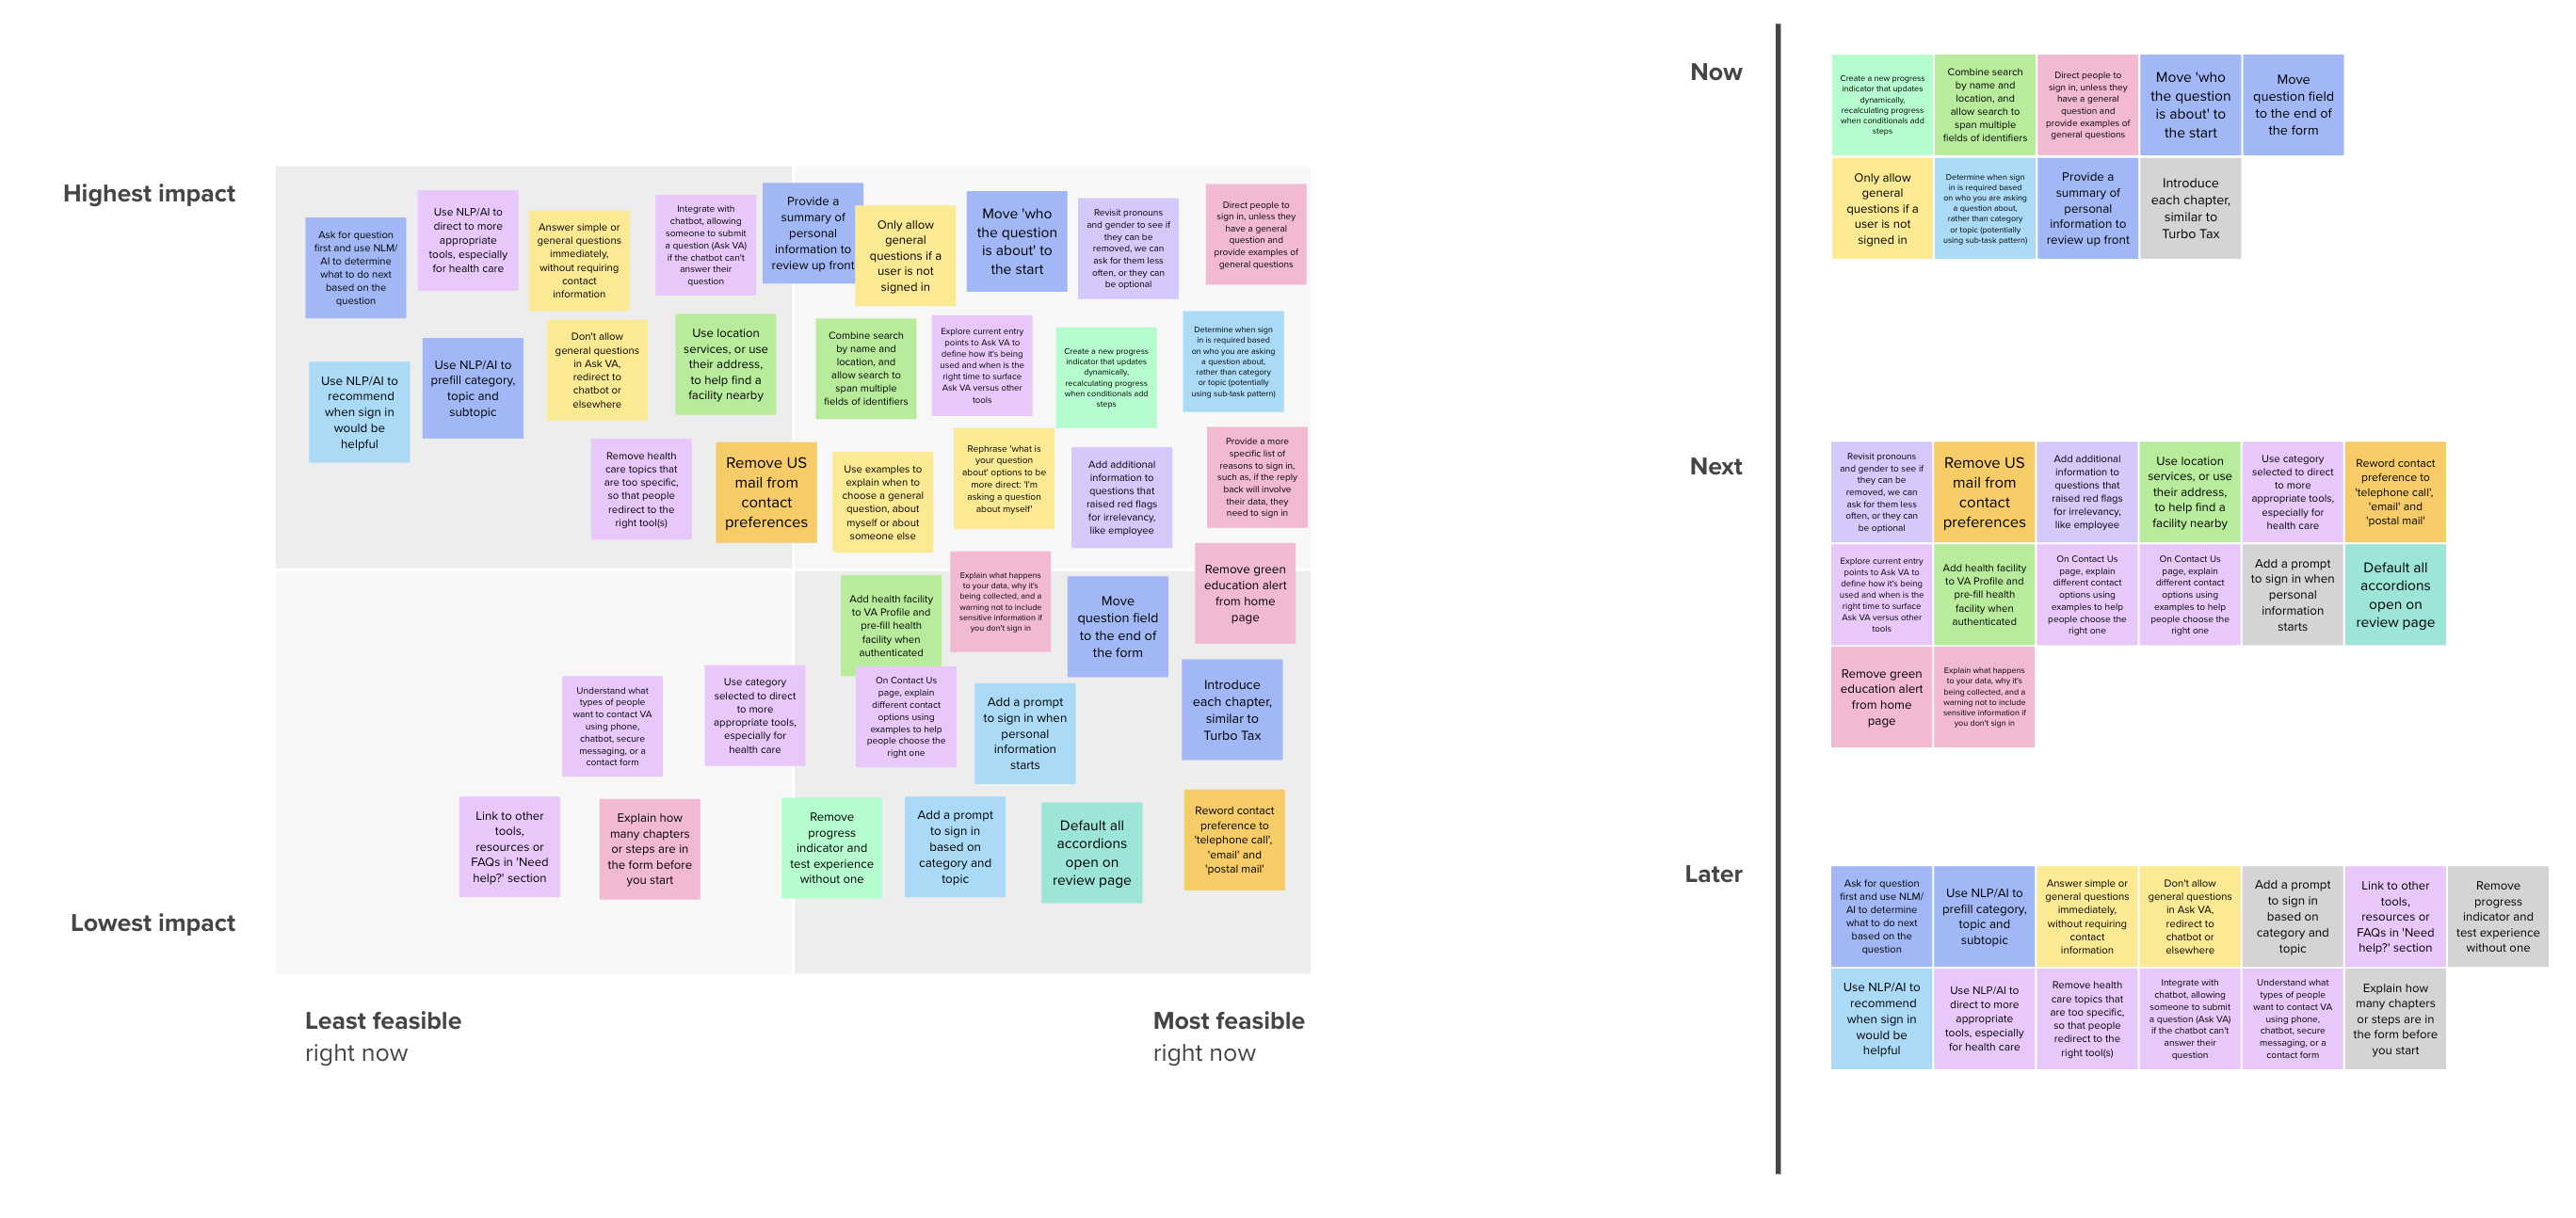 Highest impact
Ask for question
first and use NLM/
AI to determine
what to do next
based on the
question
Use NLP/AI to
direct to more
appropriate
tools, especially
for health care
Answer simple or
general questions
immediately,
without requiring
contact
information
Integrate with
chatbot, allowing
someone to submit
a question (Ask VA)
if the chatbot can't
answer their
question
Provide a
summary of
personal
information to
review up front
Only allow
general
questions if a
user is not
signed in
Move 'who
the question
is about' to
the start
Revisit pronouns
and gender to see if
they can be
removed, we can
ask for them less
often, or they can
be optional
Direct people to
sign in, unless they
have a general
question and
provide examples of
general questions
Use NLP/AI to
recommend
when sign in
would be
helpful
Use NLP/AI to
prefill category,
topic and
subtopic
Don't allow
general questions
in Ask VA,
redirect to
chatbot or
elsewhere
Use location
services, or use
their address,
to help find a
facility nearby
Combine search
by name and
location, and
allow search to
span multiple
fields of identifiers
Explore current entry
points to Ask VA to
define how it's being
used and when is the
right time to surface
Ask VA versus other
tools
Create a new progress
indicator that updates
dynamically,
recalculating progress
when conditionals add
steps
Determine when sign
in is required based
on who you are asking
a question about,
rather than category
or topic (potentially
using sub-task pattern)
Remove health
care topics that
are too specific,
so that people
redirect to the
right tool(s)
Remove US
mail from
contact
preferences
Use examples to
explain when to
choose a general
question, about
myself or about
someone else
Rephrase 'what is
your question
about' options to be
more direct: 'I'm
asking a question
about myself'
Add additional
information to
questions that
raised red flags
for irrelevancy,
like employee
Provide a more
specific list of
reasons to sign in,
such as, if the reply
back will involve
their data, they
need to sign in
Add health facility
to VA Profile and
pre-fill health
facility when
authenticated
Explain what happens
to your data, why it's
being collected, and a
warning not to include
sensitive information if
you don't sign in
Move
question field
to the end of
the form
Remove green
education alert
from home
page
Understand what
types of people
want to contact VA
using phone,
chatbot, secure
messaging, or a
contact form
Use category
selected to direct
to more
appropriate tools,
especially for
health care
On Contact Us
page, explain
different contact
options using
examples to help
people choose the
right one
Add a prompt
to sign in when
personal
information
starts
Introduce
each chapter,
similar to
Turbo Tax
Link to other
tools,
resources or
FAQs in 'Need
help?' section
Explain how
many chapters
or steps are in
the form before
you start
Remove
progress
indicator and
test experience
without one
Add a prompt
to sign in
based on
category and
topic
Default all
accordions
open on
review page
Reword contact
preference to
'telephone call',
'email' and
'postal mail'
Lowest impact
Least feasible
right now
Most feasible
right now
Now
Create a new progress
indicator that updates
dynamically,
recalculating progress
when conditionals add
steps
Combine search
by name and
location, and
allow search to
span multiple
fields of identifiers
Direct people to
sign in, unless they
have a general
question and
provide examples of
general questions
Move 'who
the question
is about' to
the start
Move
question field
to the end of
the form
Only allow
general
questions if a
user is not
signed in
Determine when sign
in is required based
on who you are asking
a question about,
rather than category
or topic (potentially
using sub-task pattern)
Provide a
summary of
personal
information to
review up front
Introduce
each chapter,
similar to
Turbo Tax
Next
Revisit pronouns
and gender to see if
they can be
removed, we can
ask for them less
often, or they can
be optional
Remove US
mail from
contact
preferences
Add additional
information to
questions that
raised red flags
for irrelevancy,
like employee
Use location
services, or use
their address,
to help find a
facility nearby
Use category
selected to direct
to more
appropriate tools,
especially for
health care
Reword contact
preference to
'telephone call',
'email' and
'postal mail'
Explore current entry
points to Ask VA to
define how it's being
used and when is the
right time to surface
Ask VA versus other
tools
Add health facility
to VA Profile and
pre-fill health
facility when
authenticated
On Contact Us
page, explain
different contact
options using
examples to help
people choose the
right one
On Contact Us
page, explain
different contact
options using
examples to help
people choose the
right one
Add a prompt
to sign in when
personal
information
starts
Default all
accordions
open on
review page
Remove green
education alert
from home
page
Explain what happens
to your data, why it's
being collected, and a
warning not to include
sensitive information if
you don't sign in
Later
Ask for question
first and use NLM/
AI to determine
what to do next
based on the
question
Use NLP/AI to
prefill category,
topic and
subtopic
Answer simple or
general questions
immediately,
without requiring
contact
information
Don't allow
general questions
in Ask VA,
redirect to
chatbot or
elsewhere
Add a prompt
to sign in
based on
category and
topic
Link to other
tools,
resources or
FAQs in 'Need
help?' section
Remove
progress
indicator and
test experience
without one
Use NLP/AI to
recommend
when sign in
would be
helpful
Use NLP/AI to
direct to more
appropriate
tools, especially
for health care
Remove health
care topics that
are too specific,
so that people
redirect to the
right tool(s)
Integrate with
chatbot, allowing
someone to submit
a question (Ask VA)
if the chatbot can't
answer their
question
Understand what
types of people
want to contact VA
using phone,
chatbot, secure
messaging, or a
contact form
Explain how
many chapters
or steps are in
the form before
you start